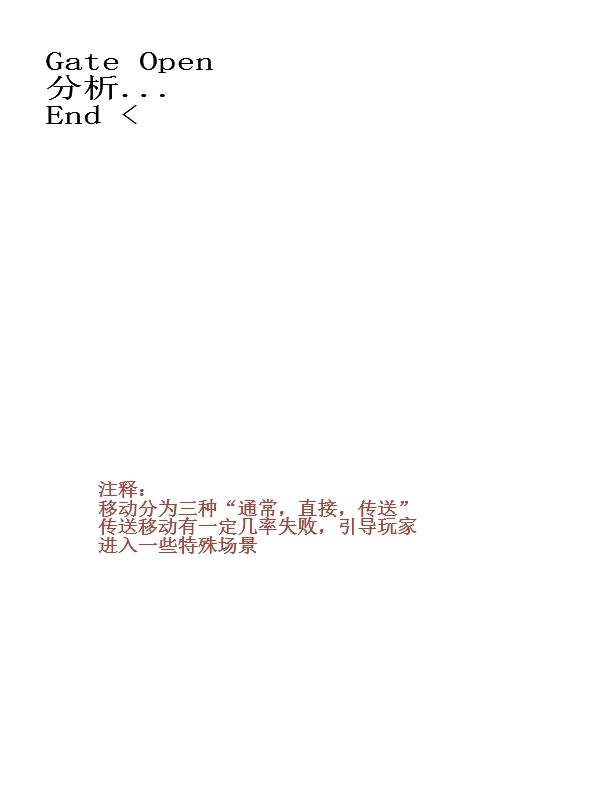 Gate Open
分析...
End <
注释：
移动分为三种“通常，直接，传送”
传送移动有一定几率失败，引导玩家
进入一些特殊场景